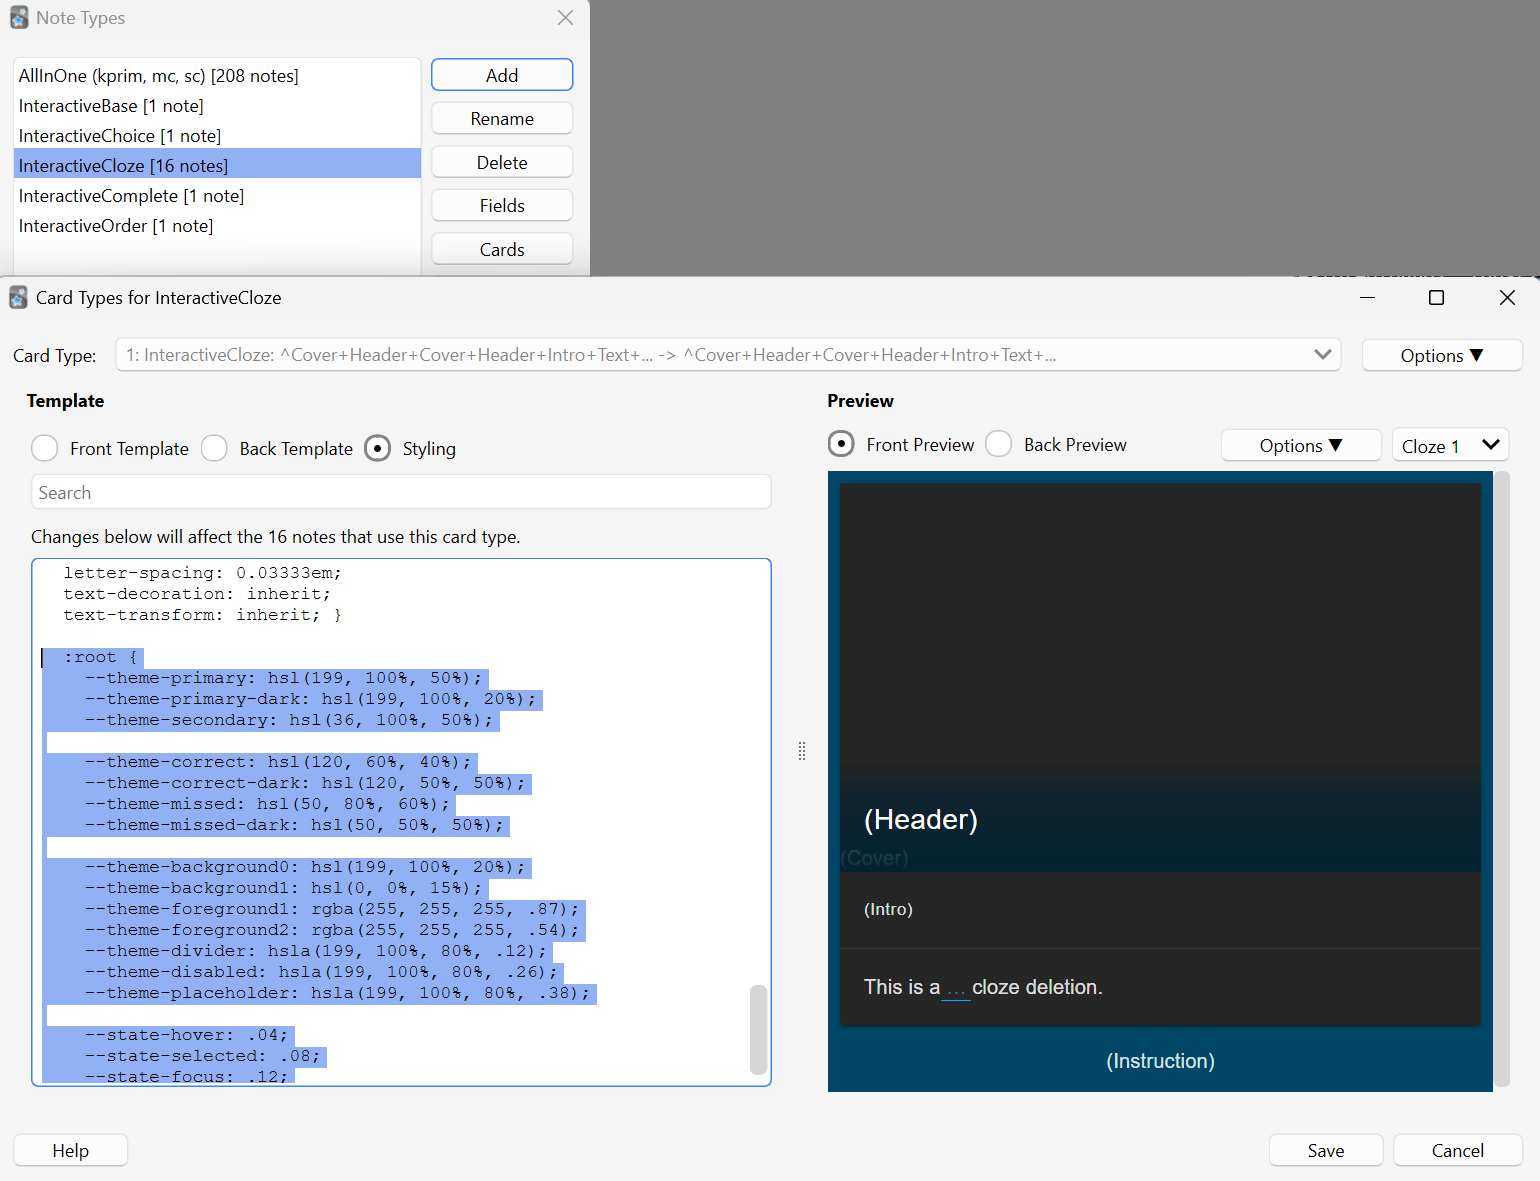 Note Types
AllInOne (kprim, mc, sc) [208 notes]
InteractiveBase [1 note]
InteractiveChoice [1 note]
InteractiveCloze [16 notes]
InteractiveComplete [1 note]
InteractiveOrder [1 note]
Add
Rename
Delete
Fields
Cards
Card Types for InteractiveCloze
Card Type:
1: InteractiveCloze: ^Cover+Header+Cover+Header+Intro+Text+... -> ^Cover+Header+Cover+Header+Intro+Text+...
Options ▼
Template
Front Template
Back Template
Styling
Search
Changes below will affect the 16 notes that use this card type.
letter-spacing: 0.03333em;
text-decoration: inherit;
text-transform: inherit; }
:root {
--theme-primary: hsl(199, 100%, 50%);
--theme-primary-dark: hsl(199, 100%, 20%);
--theme-secondary: hsl(36, 100%, 50%);
--theme-correct: hsl(120, 60%, 40%);
--theme-correct-dark: hsl(120, 50%, 50%);
--theme-missed: hsl(50, 80%, 60%);
--theme-missed-dark: hsl(50, 50%, 50%);
--theme-background0: hsl(199, 100%, 20%);
--theme-background1: hsl(0, 0%, 15%);
--theme-foreground1: rgba(255, 255, 255, .87);
--theme-foreground2: rgba(255, 255, 255, .54);
--theme-divider: hsla(199, 100%, 80%, .12);
--theme-disabled: hsla(199, 100%, 80%, .26);
--theme-placeholder: hsla(199, 100%, 80%, .38);
--state-hover: .04;
--state-selected: .08;
--state-focus: .12;
Preview
Front Preview
Back Preview
Options ▼
Cloze 1
(Header)
(Cover)
(Intro)
This is a ... cloze deletion.
(Instruction)
Help
Save
Cancel